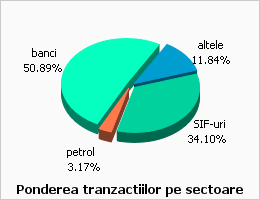 banci
50.89%
altele
11.84%
SIF-uri
34.10%
petrol
3.17%
Ponderea tranzactiilor pe sectoare